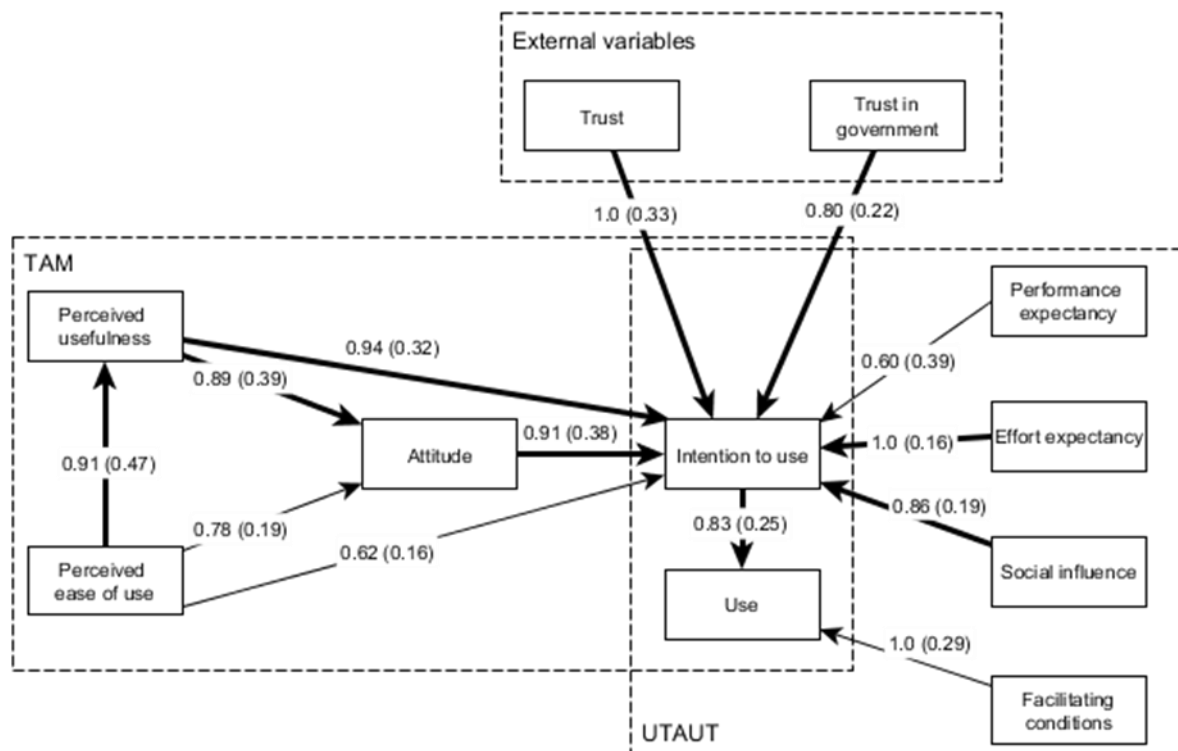 External variables
Trust
Trust in
government
1.0 (0.33)
0.80 (0.22)
TAM
Perceived
usefulness
0.94 (0.32)
0.89 (0.39)
Performance
expectancy
0.60 (0.39)
Attitude
0.91 (0.38)
Intention to use
1.0 (0.16)
Effort expectancy
0.91 (0.47)
0.78 (0.19)
0.62 (0.16)
0.83 (0.25)
0.86 (0.19)
Perceived
ease of use
Use
Social influence
1.0 (0.29)
Facilitating
conditions
UTAUT